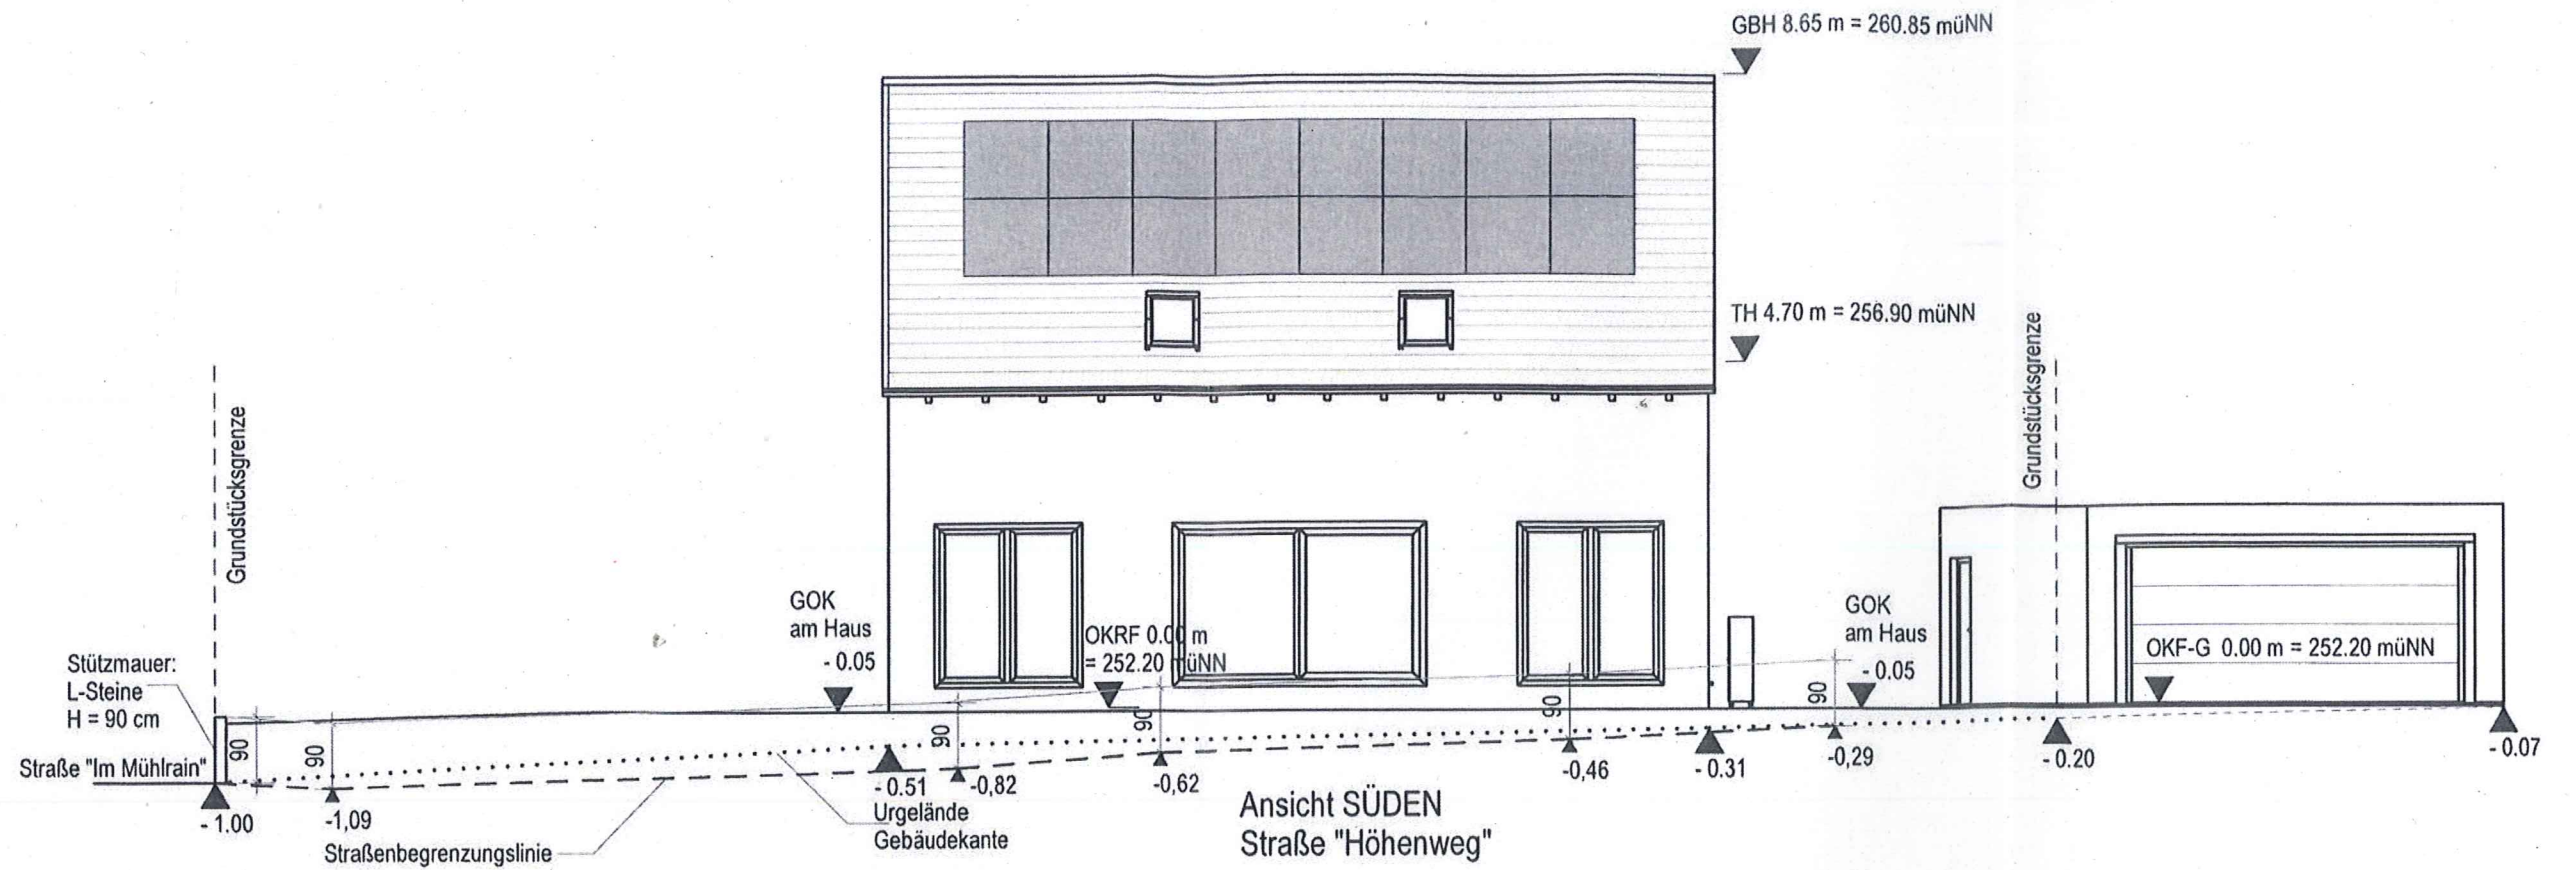 GBH 8.65 m = 260.85 müNN
TH 4.70 m = 256.90 müNN
Grundstücksgrenze
Grundstücksgrenze
GOK
am Haus
- 0.05
OKRF 0.00 m
= 252.20 müNN
GOK
am Haus
- 0.05
OKF-G 0.00 m = 252.20 müNN
Stützmauer:
L-Steine
H = 90 cm
Straße "Im Mühlrain"
90
90
90
90
90
90
- 1.00
-1,09
- 0.51
-0,82
-0,62
-0,46
- 0.31
-0,29
- 0.20
- 0.07
Urgelände
Gebäudekante
Straßenbegrenzungslinie
Ansicht SÜDEN
Straße "Höhenweg"